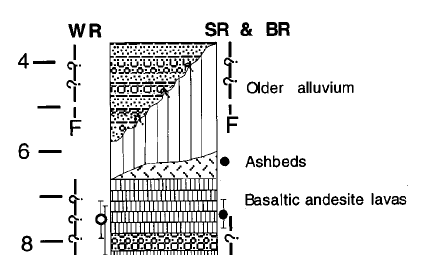 WR SR & BR
4 ? ?
? ? Older alluvium
F F
6 Ashbeds
Basaltic andesite lavas
?
8 ? ?